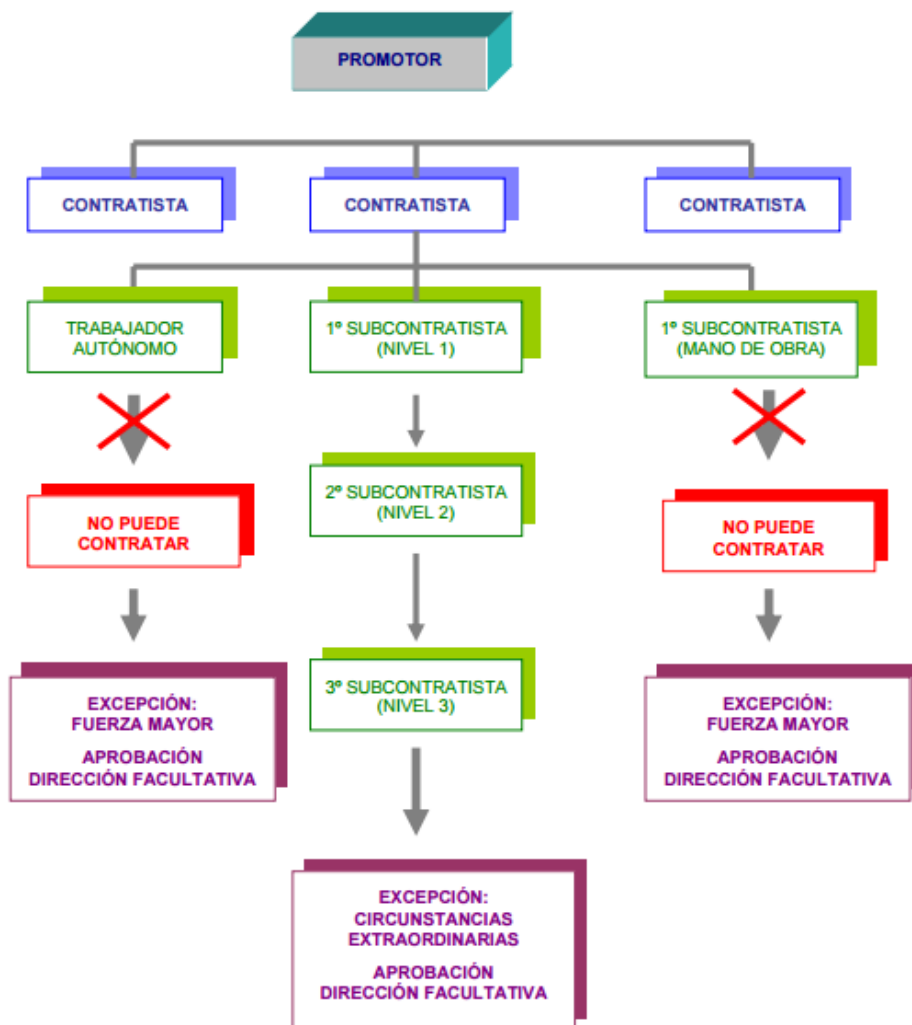 PROMOTOR
CONTRATISTA
CONTRATISTA
CONTRATISTA
TRABAJADOR
AUTÓNOMO
1º SUBCONTRATISTA
(NIVEL 1)
1º SUBCONTRATISTA
(MANO DE OBRA)
2º SUBCONTRATISTA
(NIVEL 2)
NO PUEDE
CONTRATAR
NO PUEDE
CONTRATAR
3º SUBCONTRATISTA
(NIVEL 3)
EXCEPCIÓN:
FUERZA MAYOR
APROBACIÓN
DIRECCIÓN FACULTATIVA
EXCEPCIÓN:
FUERZA MAYOR
APROBACIÓN
DIRECCIÓN FACULTATIVA
EXCEPCIÓN:
CIRCUNSTANCIAS
EXTRAORDINARIAS
APROBACIÓN
DIRECCIÓN FACULTATIVA